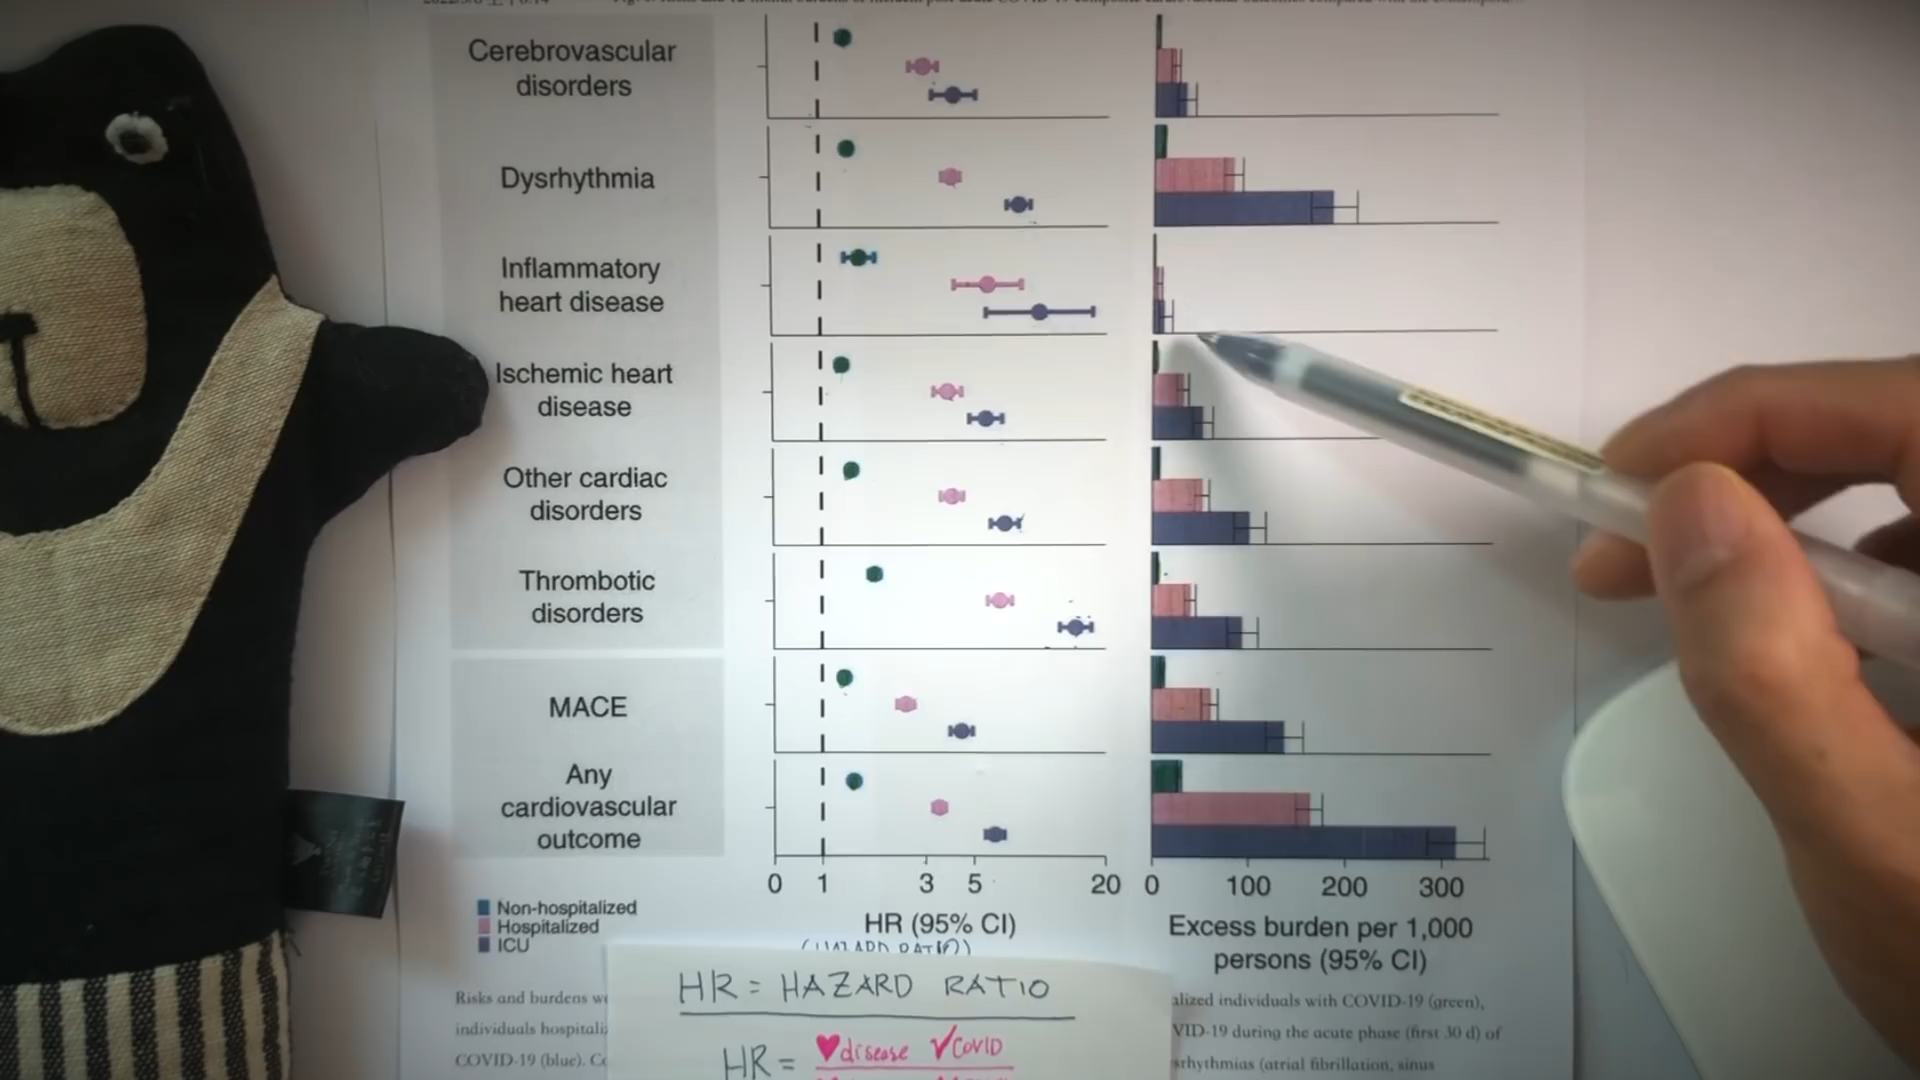 Cerebrovascular
disorders
Dysrhythmia
Inflammatory
heart disease
Ischemic heart
disease
Other cardiac
disorders
Thrombotic
disorders
MACE
Any
cardiovascular
outcome
0 1 3 5 20
HR (95% CI)
(HAZARD RATIO)
0 100 200 300
Excess burden per 1,000
persons (95% CI)
Non-hospitalized
Hospitalized
ICU
HR = HAZARD RATIO
HR = disease COVID
Risks and burdens
alized individuals with COVID-19 (green),
individuals
VID-19 during the acute phase (first 30 d) of
COVID-19 (blue).
srhythmias (atrial fibrillation, sinus